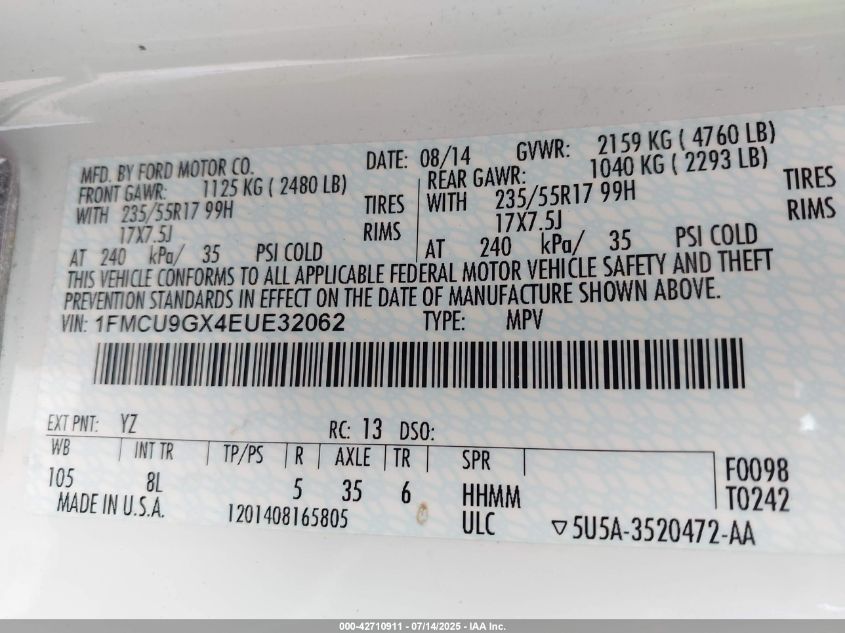 MFD. BY FORD MOTOR CO. DATE: 08/14 GVWR: 2159 KG ( 4760 LB)
FRONT GAWR: 1125 KG ( 2480 LB) REAR GAWR: 1040 KG ( 2293 LB)
WITH 235/55R17 99H TIRES WITH 235/55R17 99H TIRES
17X7.5J RIMS 17X7.5J RIMS
AT 240 kPa/ 35 PSI COLD AT 240 kPa/ 35 PSI COLD
THIS VEHICLE CONFORMS TO ALL APPLICABLE FEDERAL MOTOR VEHICLE SAFETY AND THEFT
PREVENTION STANDARDS IN EFFECT ON THE DATE OF MANUFACTURE SHOWN ABOVE.
VIN: 1FMCU9GX4EUE32062 TYPE: MPV
EXT PNT: YZ RC: 13 DSO:
WB INT TR TP/PS R AXLE TR SPR F0098
105 8L 5 35 6 HHMM T0242
MADE IN U.S.A. 1201408165805 ULC ▽5U5A-3520472-AA
000-42710911 - 07/14/2025 - IAA Inc.